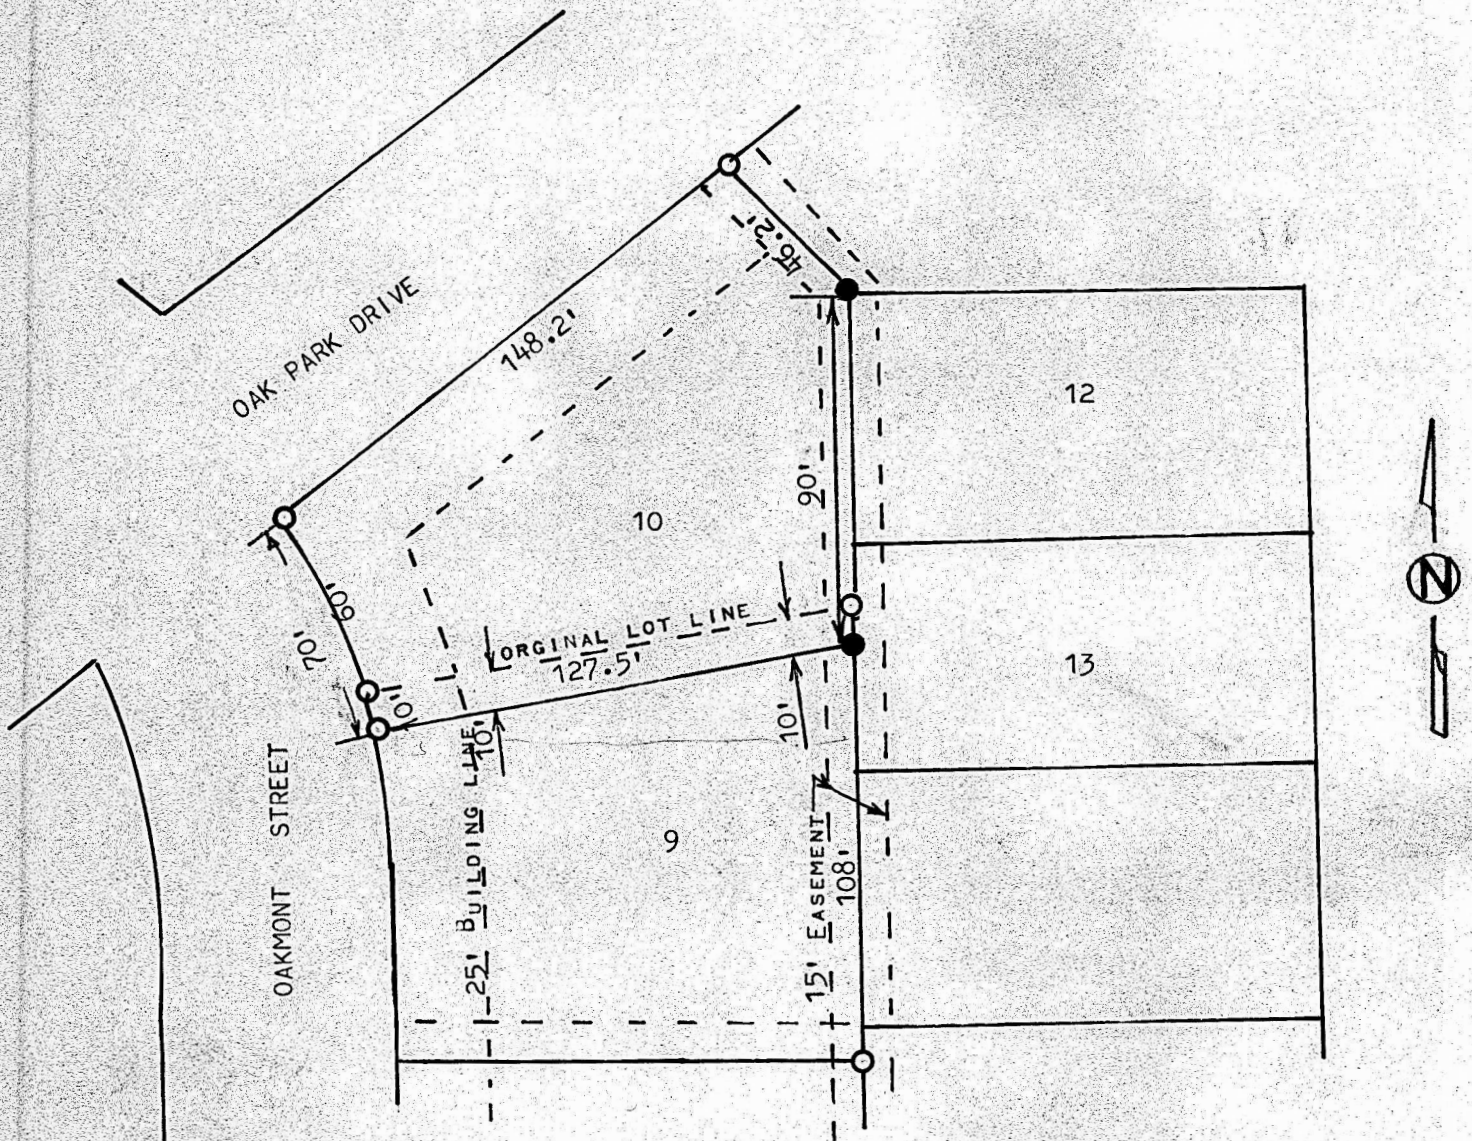 46.2'
OAK PARK DRIVE
148.2'
12
90'
10
60'
70'
ORGINAL LOT LINE
127.5'
13
10'
10'
10'
OAKMONT STREET
25' BUILDING LINE
9
15' EASEMENT
108'
N